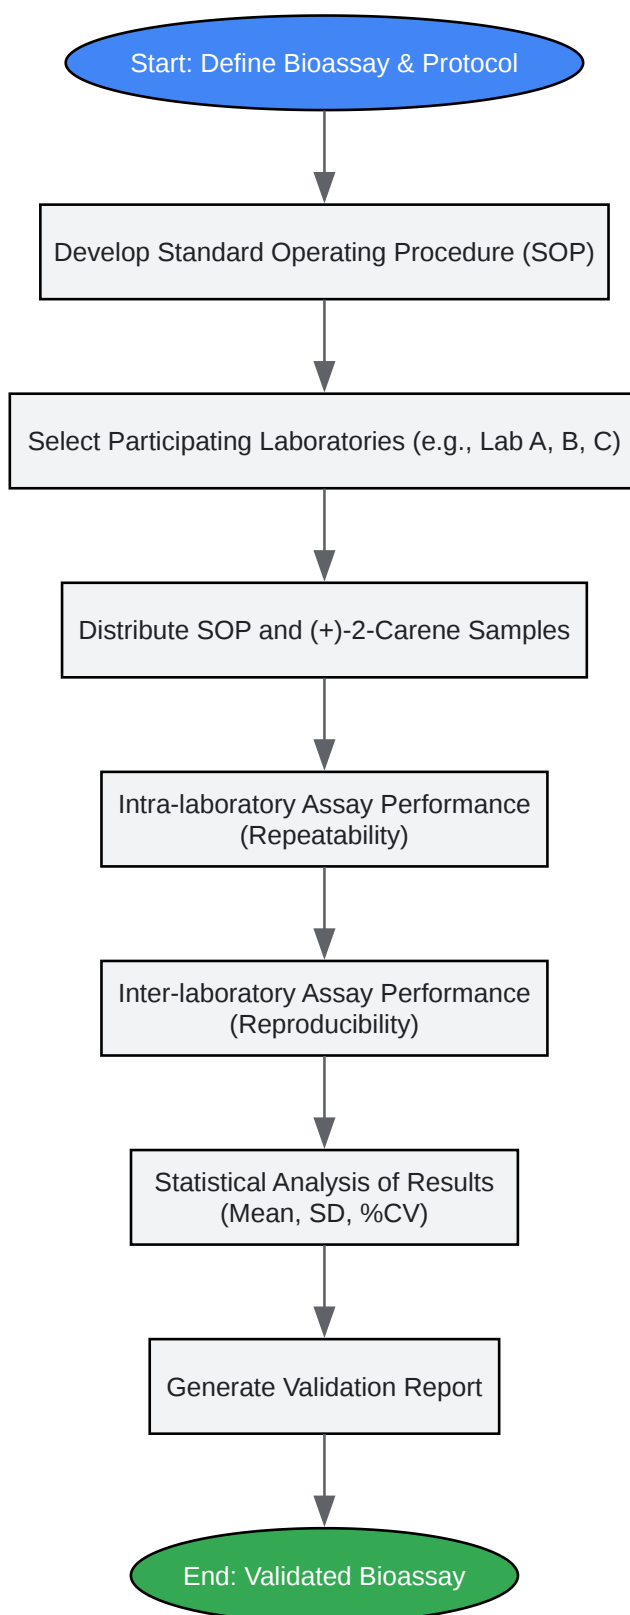 Start: Define Bioassay & Protocol
Develop Standard Operating Procedure (SOP)
Select Participating Laboratories (e.g., Lab A, B, C)
Distribute SOP and (+)-2-Carene Samples
Intra-laboratory Assay Performance
(Repeatability)
Inter-laboratory Assay Performance
(Reproducibility)
Statistical Analysis of Results
(Mean, SD, %CV)
Generate Validation Report
End: Validated Bioassay